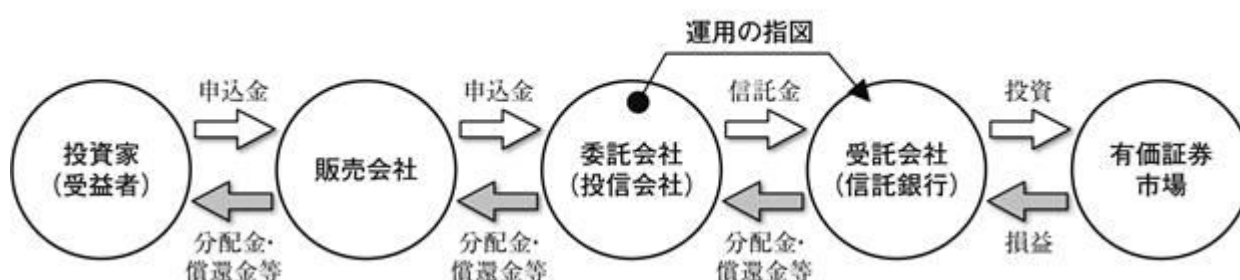 運用の指図
申込金
申込金
信託金
投資
投資家
（受益者）
販売会社
委託会社
（投信会社）
受託会社
（信託銀行）
有価証券
市場
分配金・
償還金等
分配金・
償還金等
分配金・
償還金等
損益